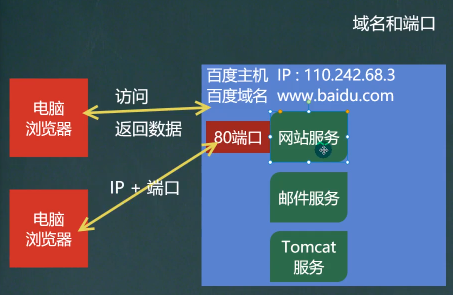 域名和端口
百度主机 IP : 110.242.68.3
百度域名 www.baidu.com
电脑
浏览器
访问
返回数据
80端口
网站服务
IP + 端口
电脑
浏览器
邮件服务
Tomcat
服务